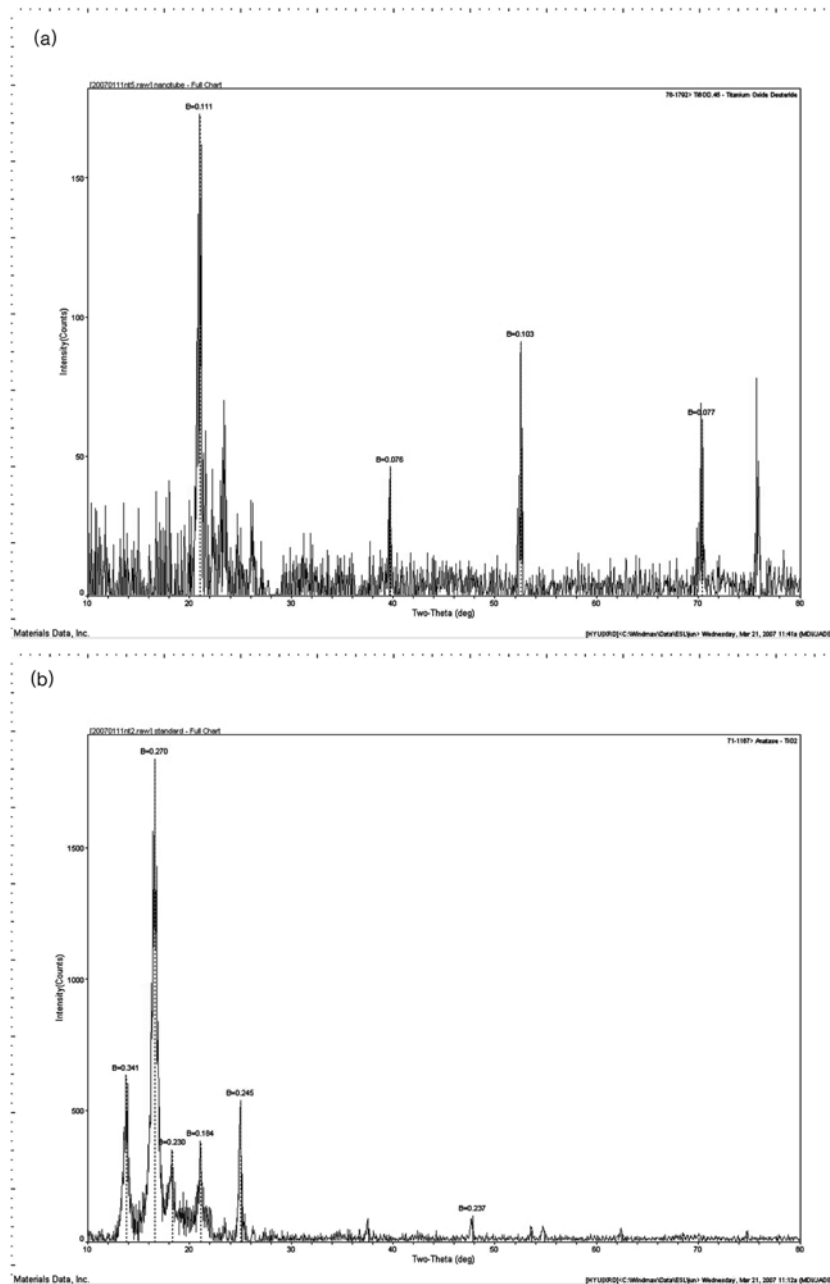 (a)
[20070111nt5.raw] nanotube - Full Chart
B=0.111
Titanium Oxide Deuteride
150
B=0.103
100
Intensity(Counts)
B=0.077
B=0.076
50
0
10 20 30 40 50 60 70 80
Two-Theta (deg)
Materials Data, Inc.
Wednesday, Mar 21, 2007 11:41a
(b)
[20070111nt2.raw] standard - Full Chart
B=0.270
71-1167> Anatase - TiO2
1500
1000
Intensity(Counts)
B=0.341
B=0.245
500
B=0.184
B=0.230
B=0.237
0
10 20 30 40 50 60 70 80
Two-Theta (deg)
Materials Data, Inc.
Wednesday, Mar 21, 2007 11:12a